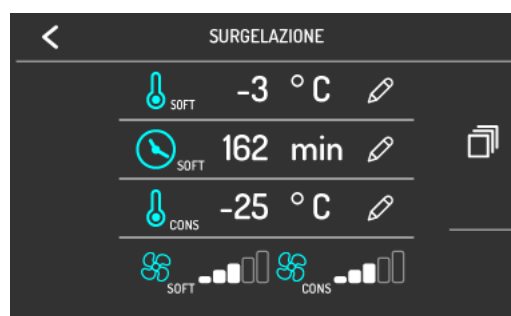 SURGELAZIONE
SOFT -3 °C
SOFT 162 min
CONS -25 °C
SOFT CONS